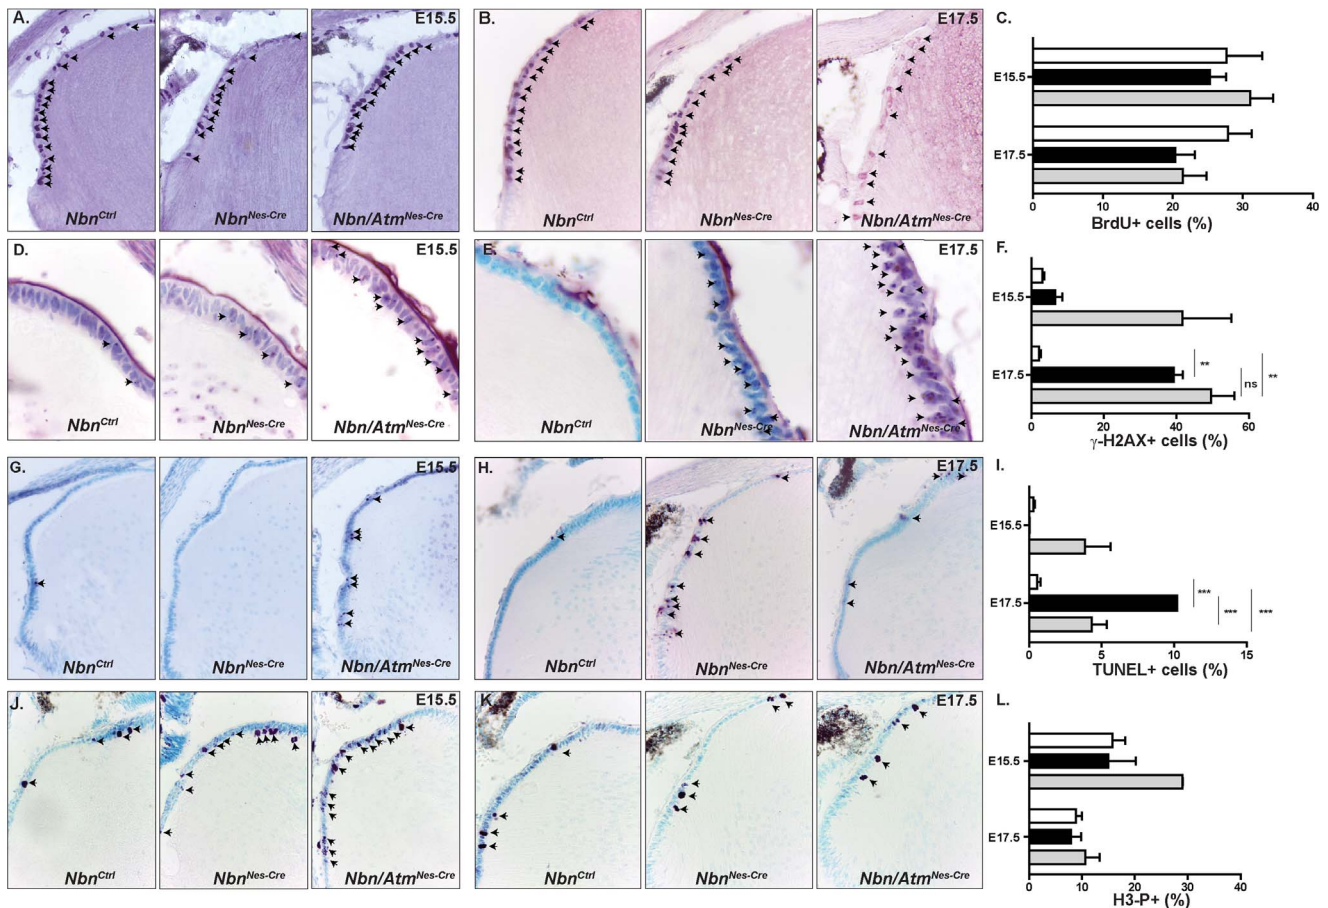 A.
E15.5
Nbn^Ctrl
Nbn^Nes-Cre
Nbn/Atm^Nes-Cre
B.
E17.5
Nbn^Ctrl
Nbn^Nes-Cre
Nbn/Atm^Nes-Cre
C.
E15.5
E17.5
0 10 20 30 40
BrdU+ cells (%)
D.
E15.5
Nbn^Ctrl
Nbn^Nes-Cre
Nbn/Atm^Nes-Cre
E.
E17.5
Nbn^Ctrl
Nbn^Nes-Cre
Nbn/Atm^Nes-Cre
F.
E15.5
E17.5
**
ns
**
0 20 40 60
γ-H2AX+ cells (%)
G.
E15.5
Nbn^Ctrl
Nbn^Nes-Cre
Nbn/Atm^Nes-Cre
H.
E17.5
Nbn^Ctrl
Nbn^Nes-Cre
Nbn/Atm^Nes-Cre
I.
E15.5
E17.5
***
***
***
0 5 10 15
TUNEL+ cells (%)
J.
E15.5
Nbn^Ctrl
Nbn^Nes-Cre
Nbn/Atm^Nes-Cre
K.
E17.5
Nbn^Ctrl
Nbn^Nes-Cre
Nbn/Atm^Nes-Cre
L.
E15.5
E17.5
0 10 20 30 40
H3-P+ (%)